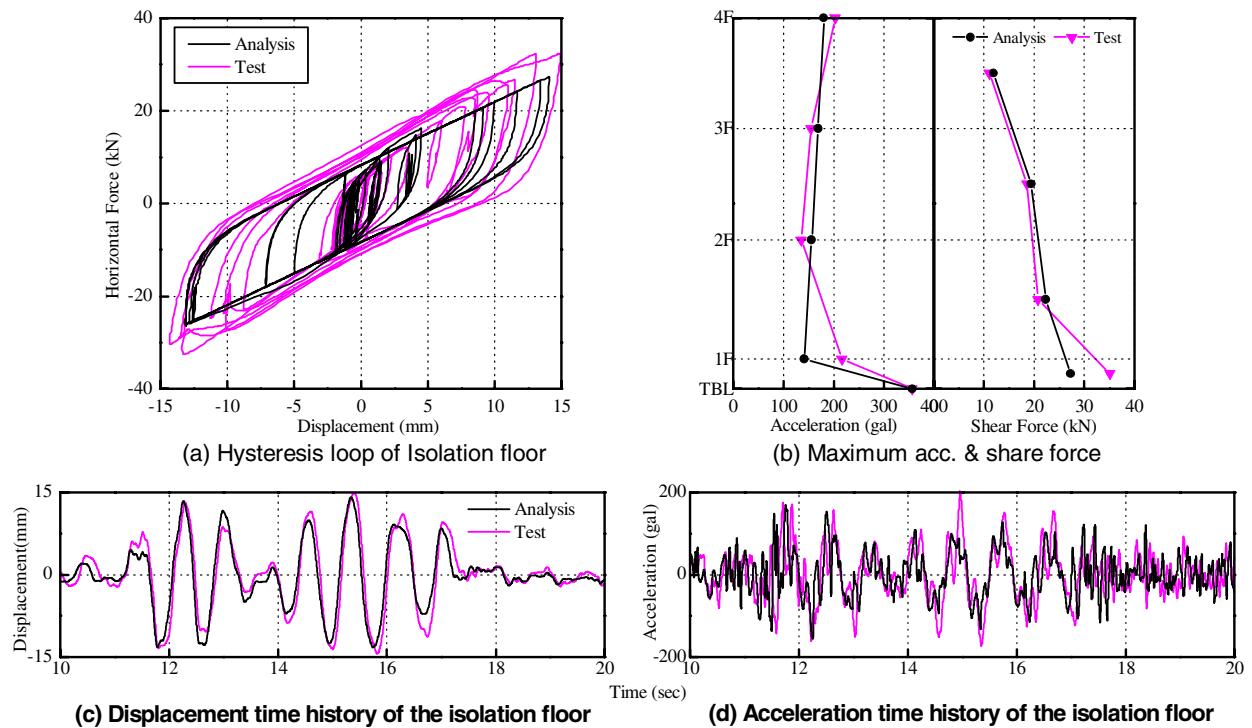 Analysis
Test
40
20
0
-20
-40
Horizontal Force (kN)
-15
-10
-5
0
5
10
15
Displacement (mm)
(a) Hysteresis loop of Isolation floor
4F
3F
2F
1F
TBL
Analysis
Test
0
100
200
300
400
Acceleration (gal)
10
20
30
40
Shear Force (kN)
(b) Maximum acc. & share force
15
0
-15
Displacement(mm)
Analysis
Test
10
12
14
16
18
20
200
100
0
-100
-200
Acceleration (gal)
10
12
14
16
18
20
Time (sec)
(c) Displacement time history of the isolation floor
(d) Acceleration time history of the isolation floor